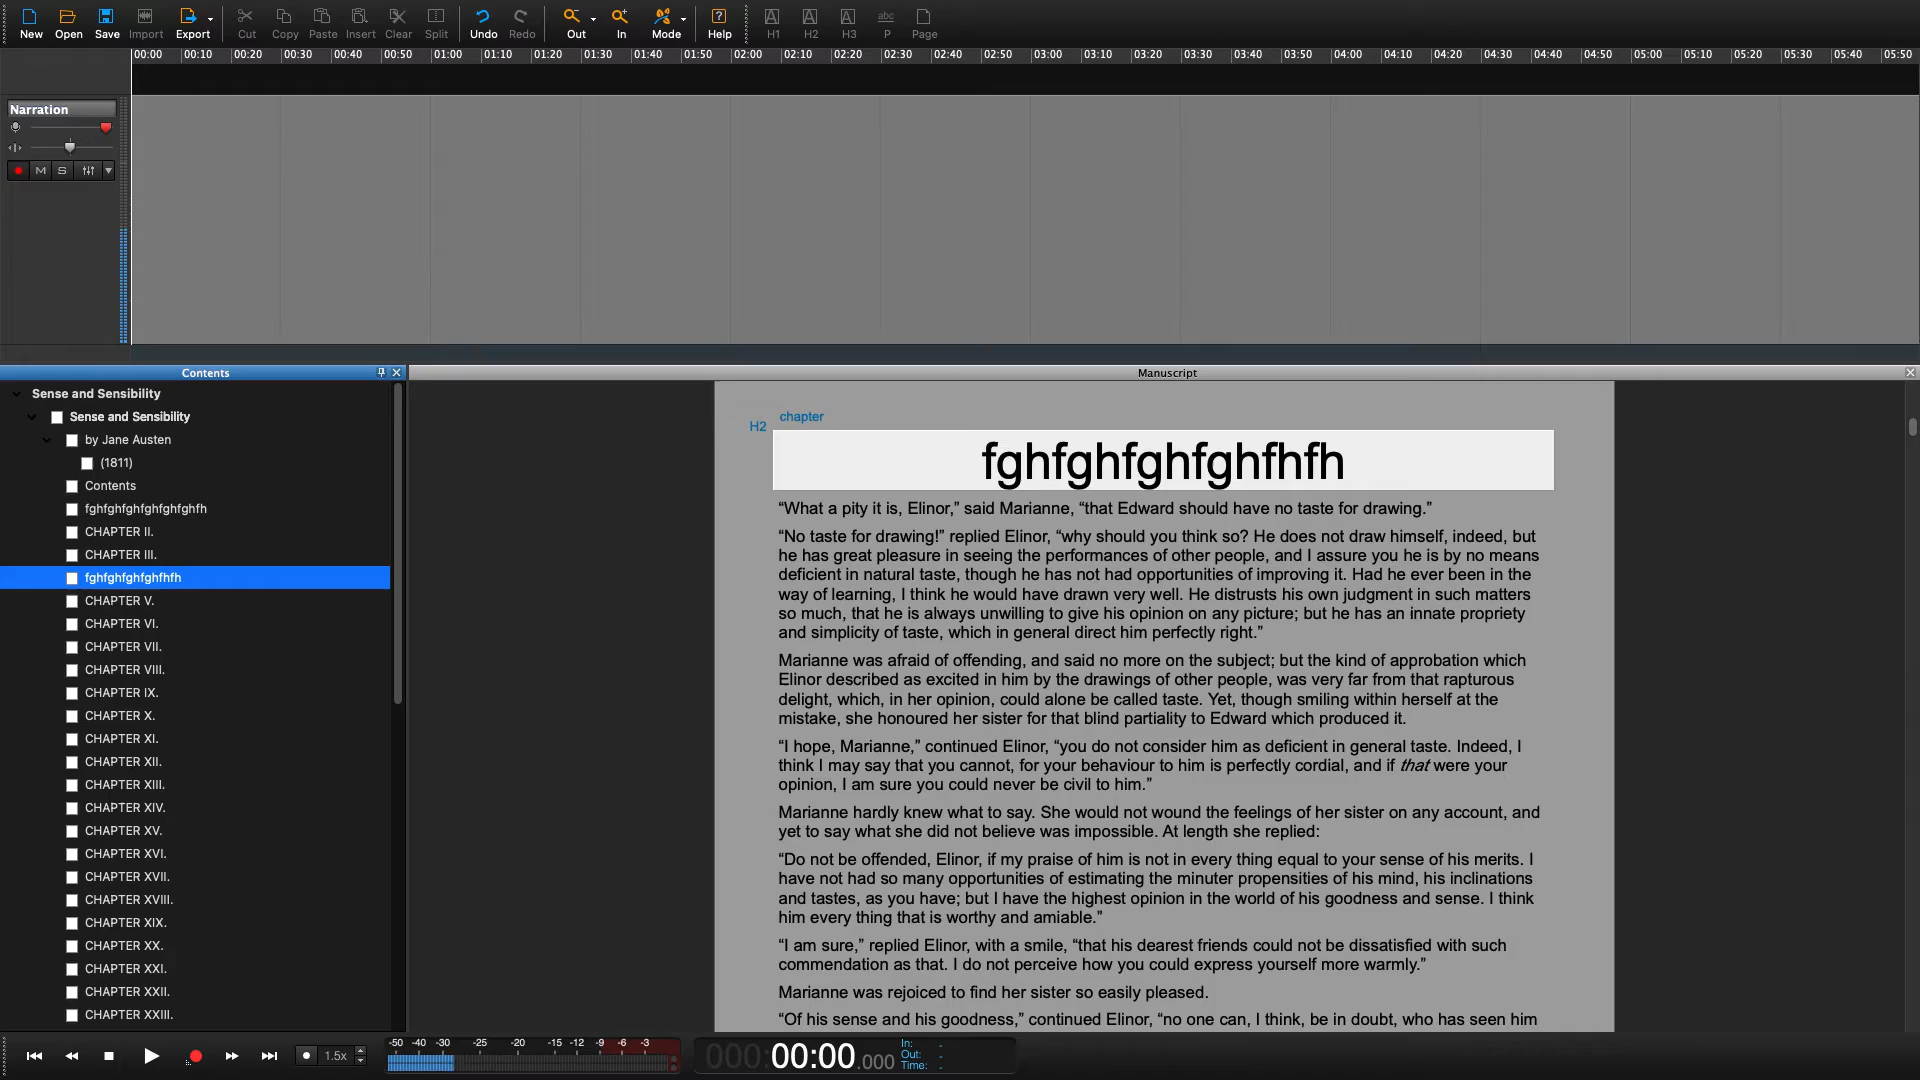 New Open Save Import Export Cut Copy Paste Insert Clear Split Undo Redo Out In Mode Help H1 H2 H3 P Page
abc
00:00 00:10 00:20 00:30 00:40 00:50 01:00 01:10 01:20 01:30 01:40 01:50 02:00 02:10 02:20 02:30 02:40 02:50 03:00 03:10 03:20 03:30 03:40 03:50 04:00 04:10 04:20 04:30 04:40 04:50 05:00 05:10 05:20 05:30 05:40 05:50
Narration
M S
Contents
Sense and Sensibility
Sense and Sensibility
by Jane Austen
(1811)
Contents
fghfghfghfghfghfghfh
CHAPTER II.
CHAPTER III.
fghfghfghfghfhfh
CHAPTER V.
CHAPTER VI.
CHAPTER VII.
CHAPTER VIII.
CHAPTER IX.
CHAPTER X.
CHAPTER XI.
CHAPTER XII.
CHAPTER XIII.
CHAPTER XIV.
CHAPTER XV.
CHAPTER XVI.
CHAPTER XVII.
CHAPTER XVIII.
CHAPTER XIX.
CHAPTER XX.
CHAPTER XXI.
CHAPTER XXII.
CHAPTER XXIII.
Manuscript
chapter
H2
fghfghfghfghfhfh
“What a pity it is, Elinor,” said Marianne, “that Edward should have no taste for drawing.”
“No taste for drawing!” replied Elinor, “why should you think so? He does not draw himself, indeed, but
he has great pleasure in seeing the performances of other people, and I assure you he is by no means
deficient in natural taste, though he has not had opportunities of improving it. Had he ever been in the
way of learning, I think he would have drawn very well. He distrusts his own judgment in such matters
so much, that he is always unwilling to give his opinion on any picture; but he has an innate propriety
and simplicity of taste, which in general direct him perfectly right.”
Marianne was afraid of offending, and said no more on the subject; but the kind of approbation which
Elinor described as excited in him by the drawings of other people, was very far from that rapturous
delight, which, in her opinion, could alone be called taste. Yet, though smiling within herself at the
mistake, she honoured her sister for that blind partiality to Edward which produced it.
“I hope, Marianne,” continued Elinor, “you do not consider him as deficient in general taste. Indeed, I
think I may say that you cannot, for your behaviour to him is perfectly cordial, and if that were your
opinion, I am sure you could never be civil to him.”
Marianne hardly knew what to say. She would not wound the feelings of her sister on any account, and
yet to say what she did not believe was impossible. At length she replied:
“Do not be offended, Elinor, if my praise of him is not in every thing equal to your sense of his merits. I
have not had so many opportunities of estimating the minuter propensities of his mind, his inclinations
and tastes, as you have; but I have the highest opinion in the world of his goodness and sense. I think
him every thing that is worthy and amiable.”
“I am sure,” replied Elinor, with a smile, “that his dearest friends could not be dissatisfied with such
commendation as that. I do not perceive how you could express yourself more warmly.”
Marianne was rejoiced to find her sister so easily pleased.
“Of his sense and his goodness,” continued Elinor, “no one can, I think, be in doubt, who has seen him
1.5x
-50 -40 -30 -25 -20 -15 -12 -9 -6 -3
000:00:00.000
In: -
Out: -
Time: -